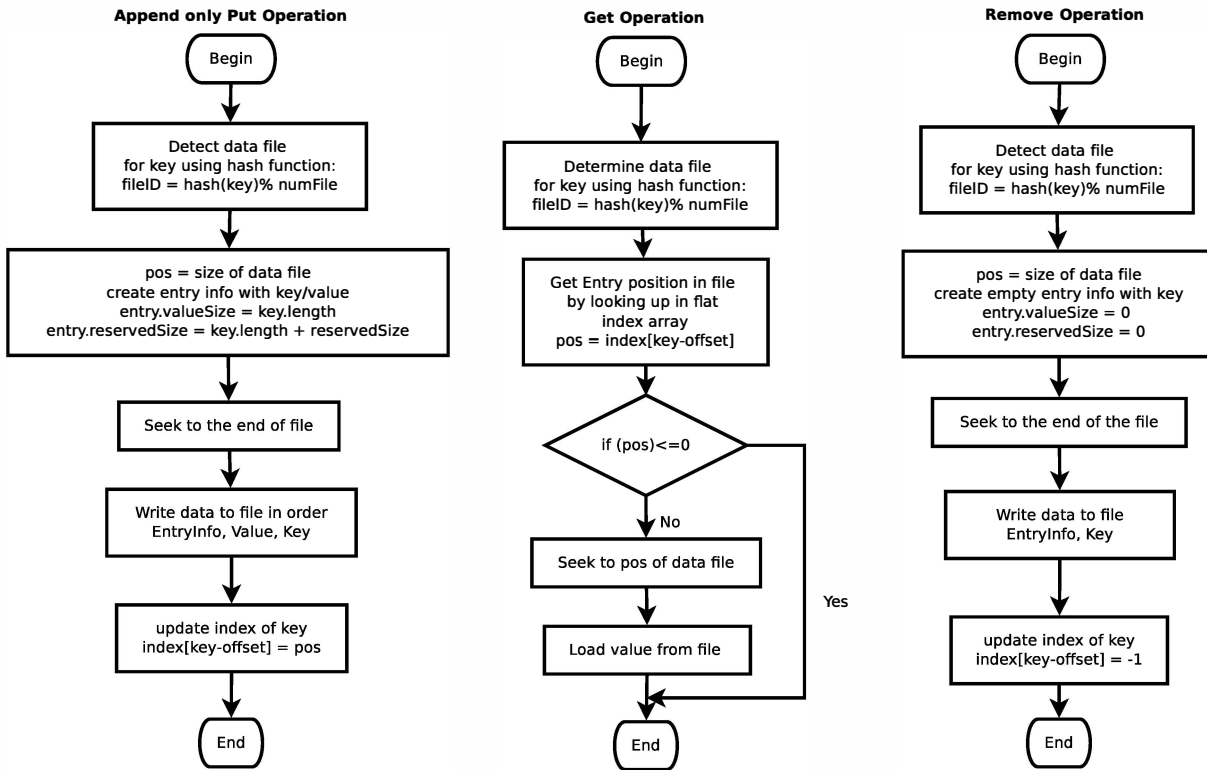 Append only Put Operation
Begin
Detect data file
for key using hash function:
fileID = hash(key)% numFile
pos = size of data file
create entry info with key/value
entry.valueSize = key.length
entry.reservedSize = key.length + reservedSize
Seek to the end of file
Write data to file in order
EntryInfo, Value, Key
update index of key
index[key-offset] = pos
End
Get Operation
Begin
Determine data file
for key using hash function:
fileID = hash(key)% numFile
Get Entry position in file
by looking up in flat
index array
pos = index[key-offset]
if (pos)<=0
No
Yes
Seek to pos of data file
Load value from file
End
Remove Operation
Begin
Detect data file
for key using hash function:
fileID = hash(key)% numFile
pos = size of data file
create empty entry info with key
entry.valueSize = 0
entry.reservedSize = 0
Seek to the end of the file
Write data to file
EntryInfo, Key
update index of key
index[key-offset] = -1
End